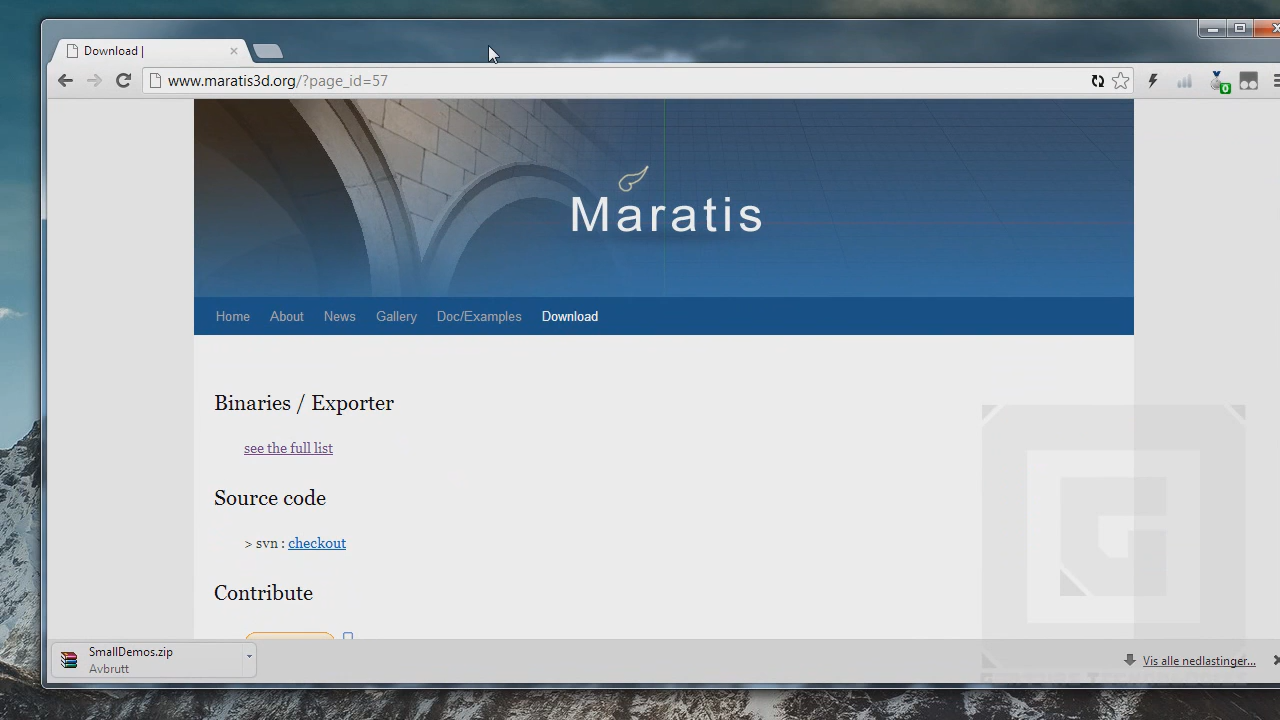 Download |
www.maratis3d.org/?page_id=57
0
Maratis
Home About News Gallery Doc/Examples Download
Binaries / Exporter
see the full list
Source code
> svn : checkout
Contribute
SmallDemos.zip
Avbrutt
Vis alle nedlastinger...